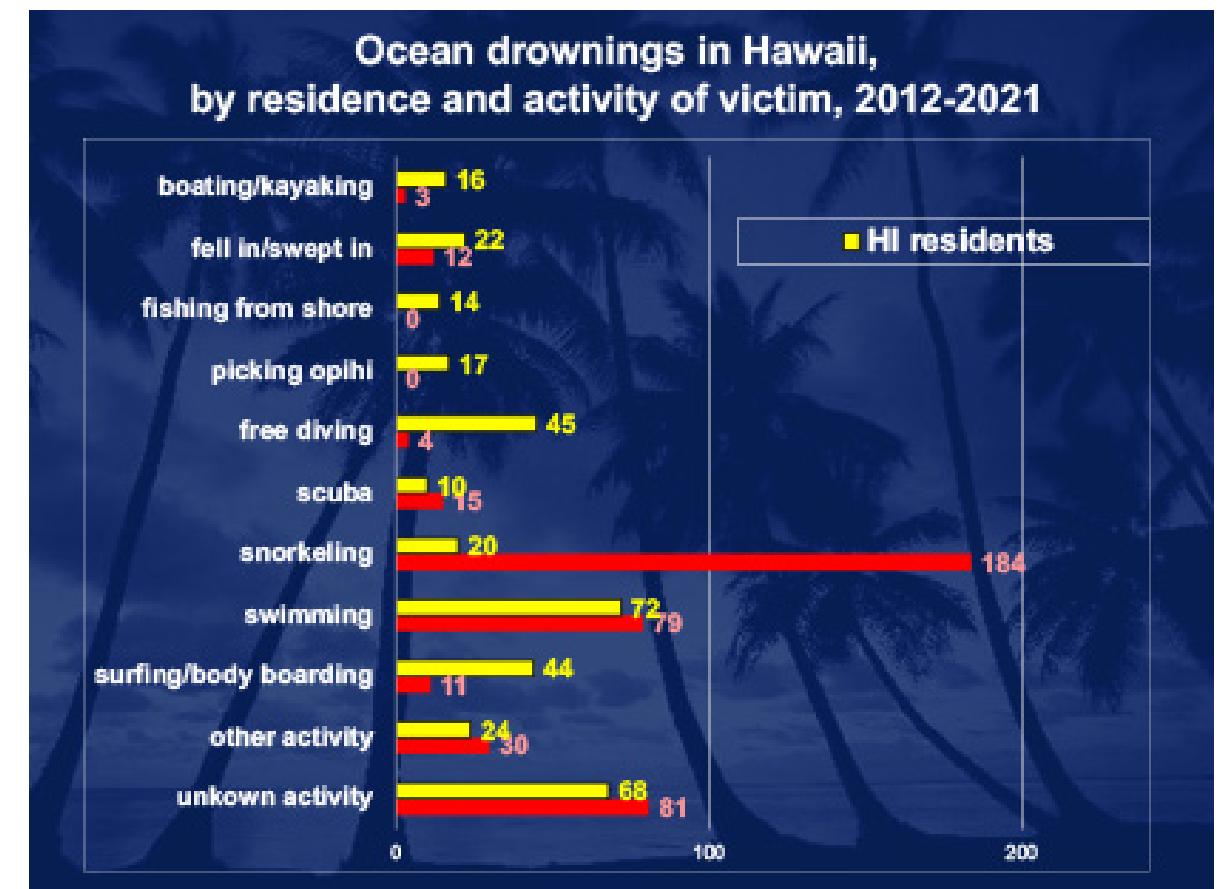 Ocean drownings in Hawaii,
by residence and activity of victim, 2012-2021
boating/kayaking 16
3
HI residents
fell in/swept in 22
12
fishing from shore 14
0
picking opihi 17
0
free diving 45
4
scuba 10
15
snorkeling 20
184
swimming 72
79
surfing/body boarding 44
11
other activity 24
30
unkown activity 68
81
0 100 200